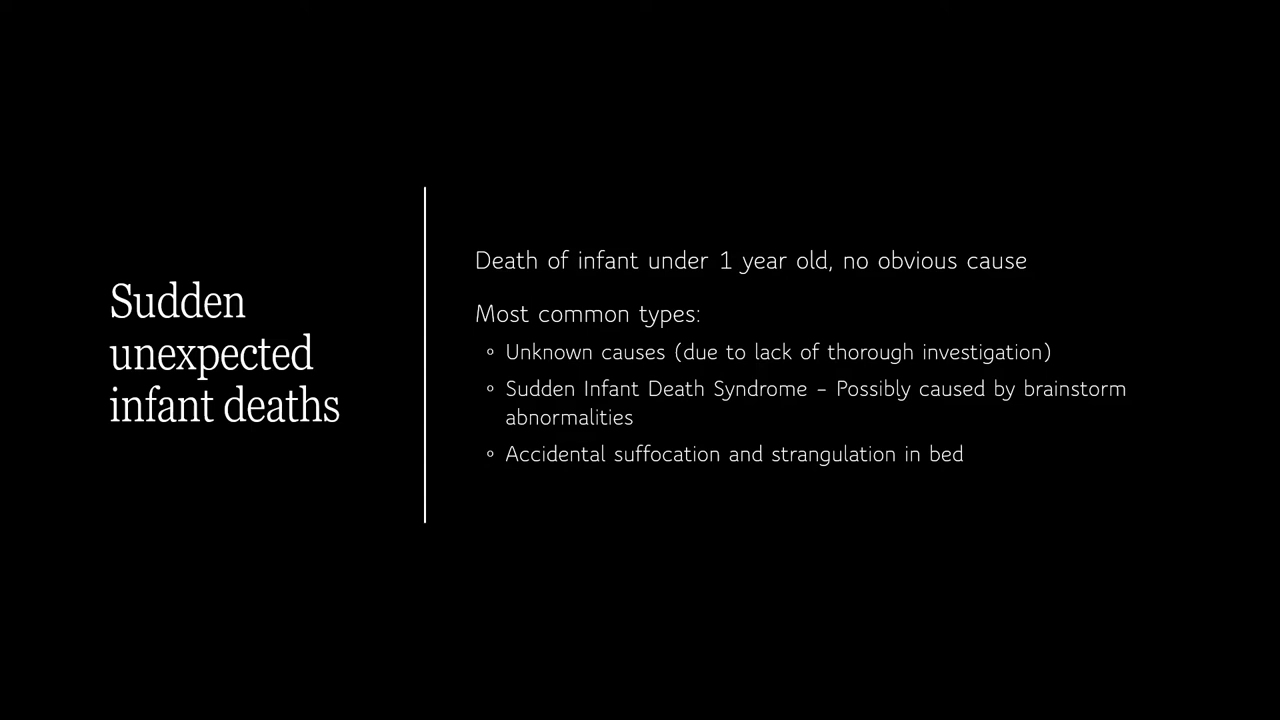 Sudden
unexpected
infant deaths
Death of infant under 1 year old, no obvious cause
Most common types:
◦ Unknown causes (due to lack of thorough investigation)
◦ Sudden Infant Death Syndrome – Possibly caused by brainstorm
abnormalities
◦ Accidental suffocation and strangulation in bed